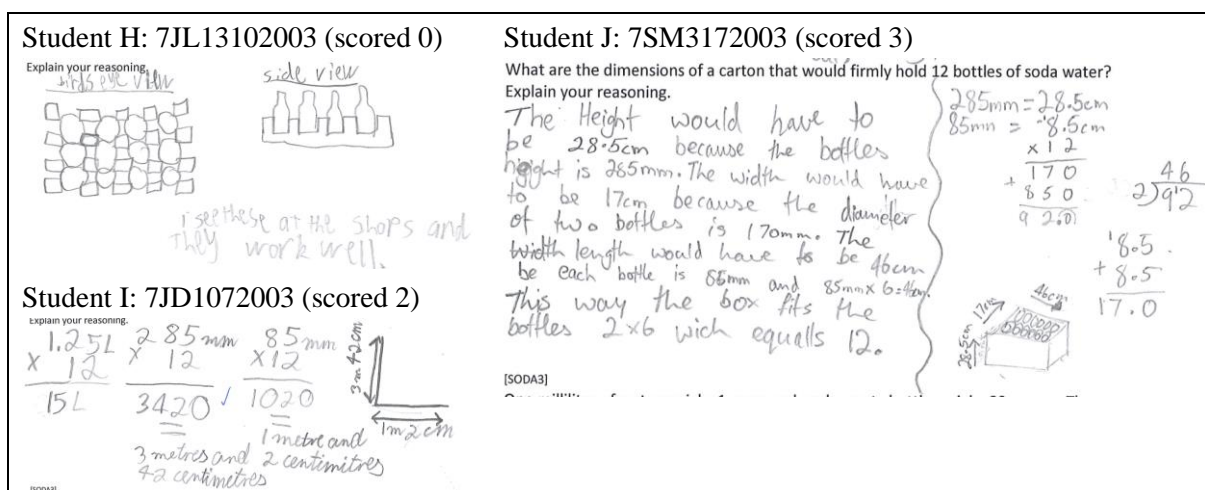 Student H: 7JL13102003 (scored 0)
Explain your reasoning.
birds eye view
side view
i see these at the shops and
they work well.
Student I: 7JD1072003 (scored 2)
Explain your reasoning.
1.25L 285mm 85mm
x 12 x 12 x12
15L 3420 1020
3 metres and
42 centimetres
1 metre and
2 centimitres
3m 42cm
1m 2cm
Student J: 7SM3172003 (scored 3)
What are the dimensions of a carton that would firmly hold 12 bottles of soda water?
Explain your reasoning.
The Height would have to
be 28.5cm because the bottles
hieght is 285mm. The width would have
to be 17cm because the diameter
of two bottles is 170mm. The
width length would have to be 46cm
be each bottle is 85mm and 85mm x 6=46cm.
This way the box fits the
bottles 2x6 wich equalls 12.
285mm=28.5cm
85mm = 8.5cm
x 12
170
+ 850
92.0
46
2)92
8.5
+ 8.5
17.0
46cm
17cm
28.5cm
[SODA3]